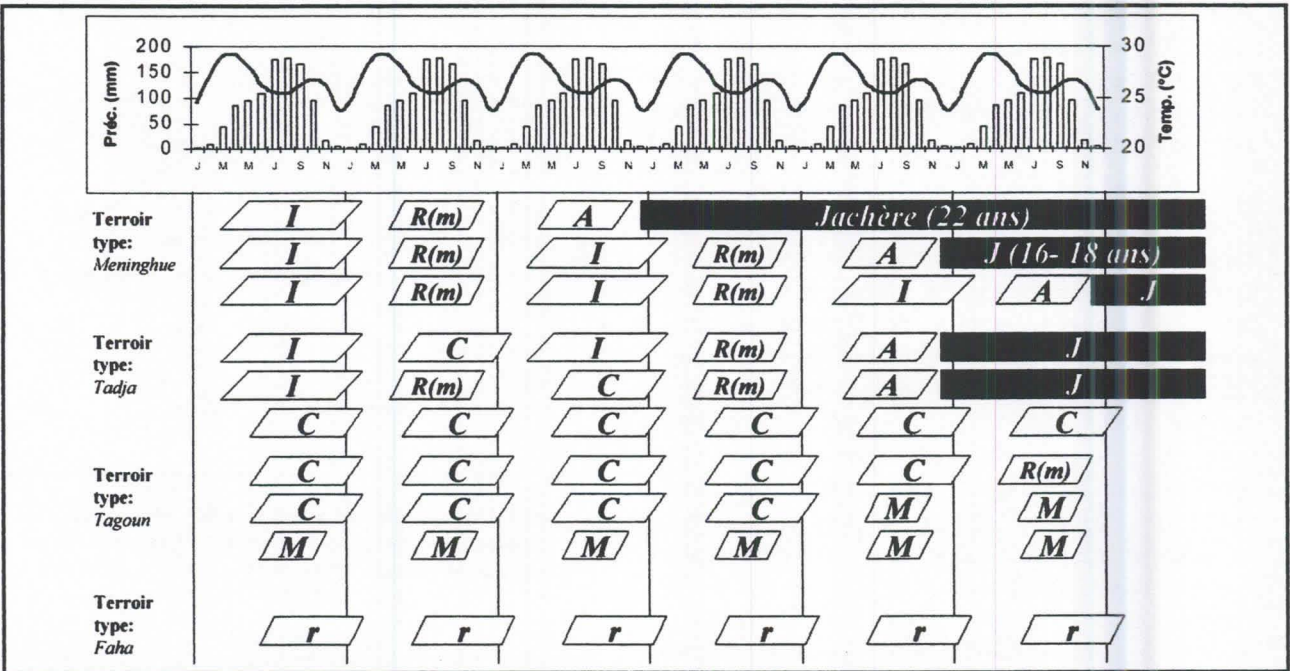 200 30
150
100 25
50
0 20
Préc. (mm)
Temp. (°C)
J M M J S N J M M J S N J M M J S N J M M J S N J M M J S N J M M J S N
Terroir type: Meninghue
I R(m) A Jachère (22 ans)
I R(m) I R(m) A J (16- 18 ans)
I R(m) I R(m) I A J
Terroir type: Tadja
I C I R(m) A J
I R(m) C R(m) A J
C C C C C C
Terroir type: Tagoun
C C C C C R(m)
C C C C M M
M M M M M M
Terroir type: Faha
r r r r r r